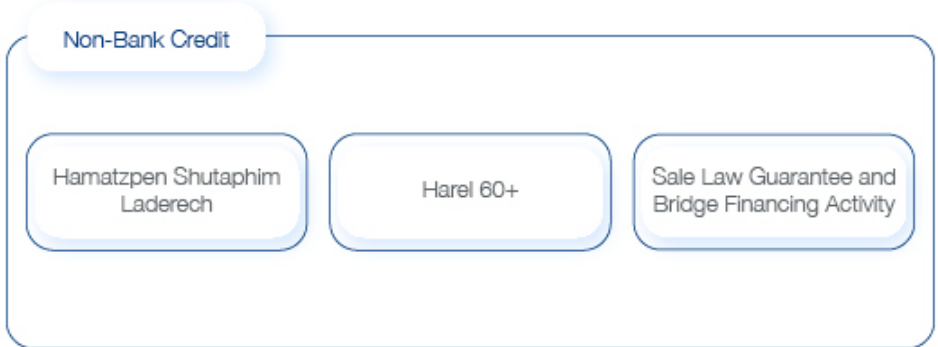 Non-Bank Credit
Hamatzpen Shutaphim
Laderech
Harel 60+
Sale Law Guarantee and
Bridge Financing Activity